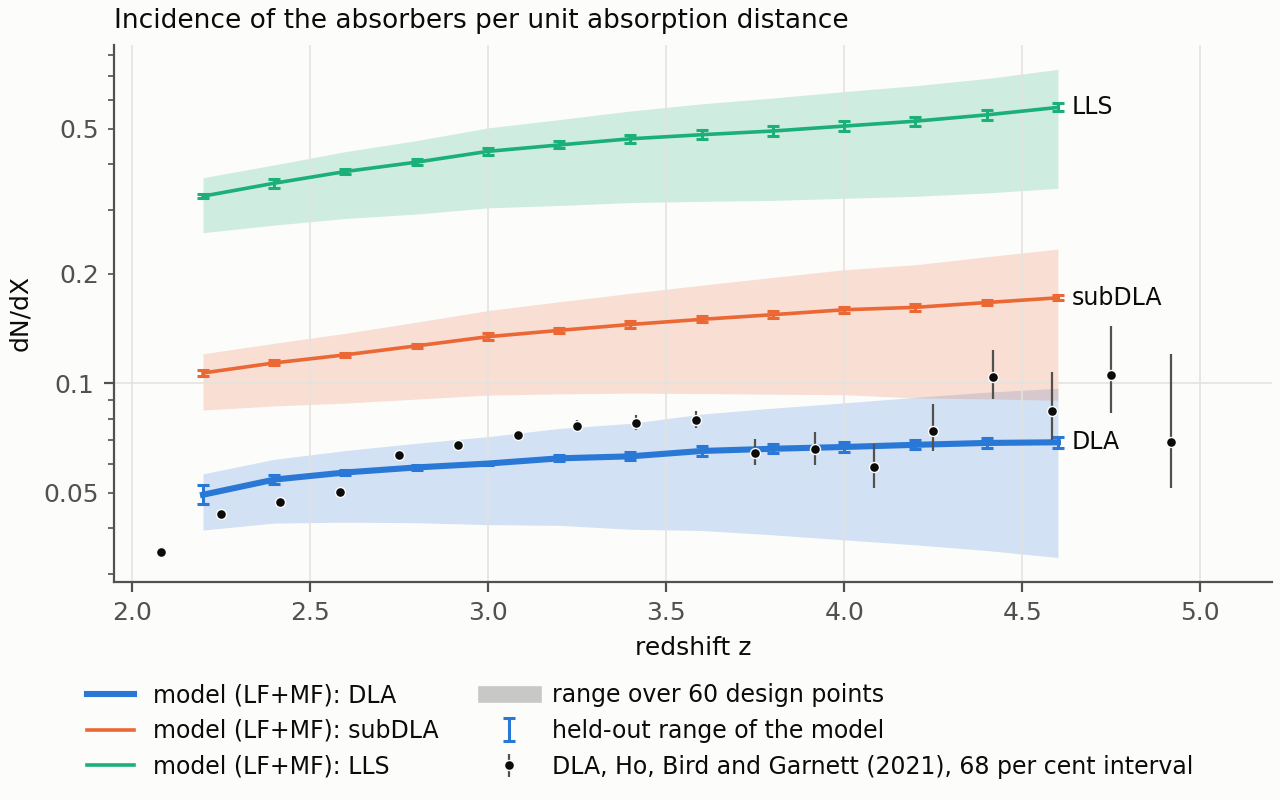 Incidence of the absorbers per unit absorption distance
dN/dX
0.5
0.2
0.1
0.05
LLS
subDLA
DLA
2.0 2.5 3.0 3.5 4.0 4.5 5.0
redshift z
model (LF+MF): DLA
model (LF+MF): subDLA
model (LF+MF): LLS
range over 60 design points
held-out range of the model
DLA, Ho, Bird and Garnett (2021), 68 per cent interval